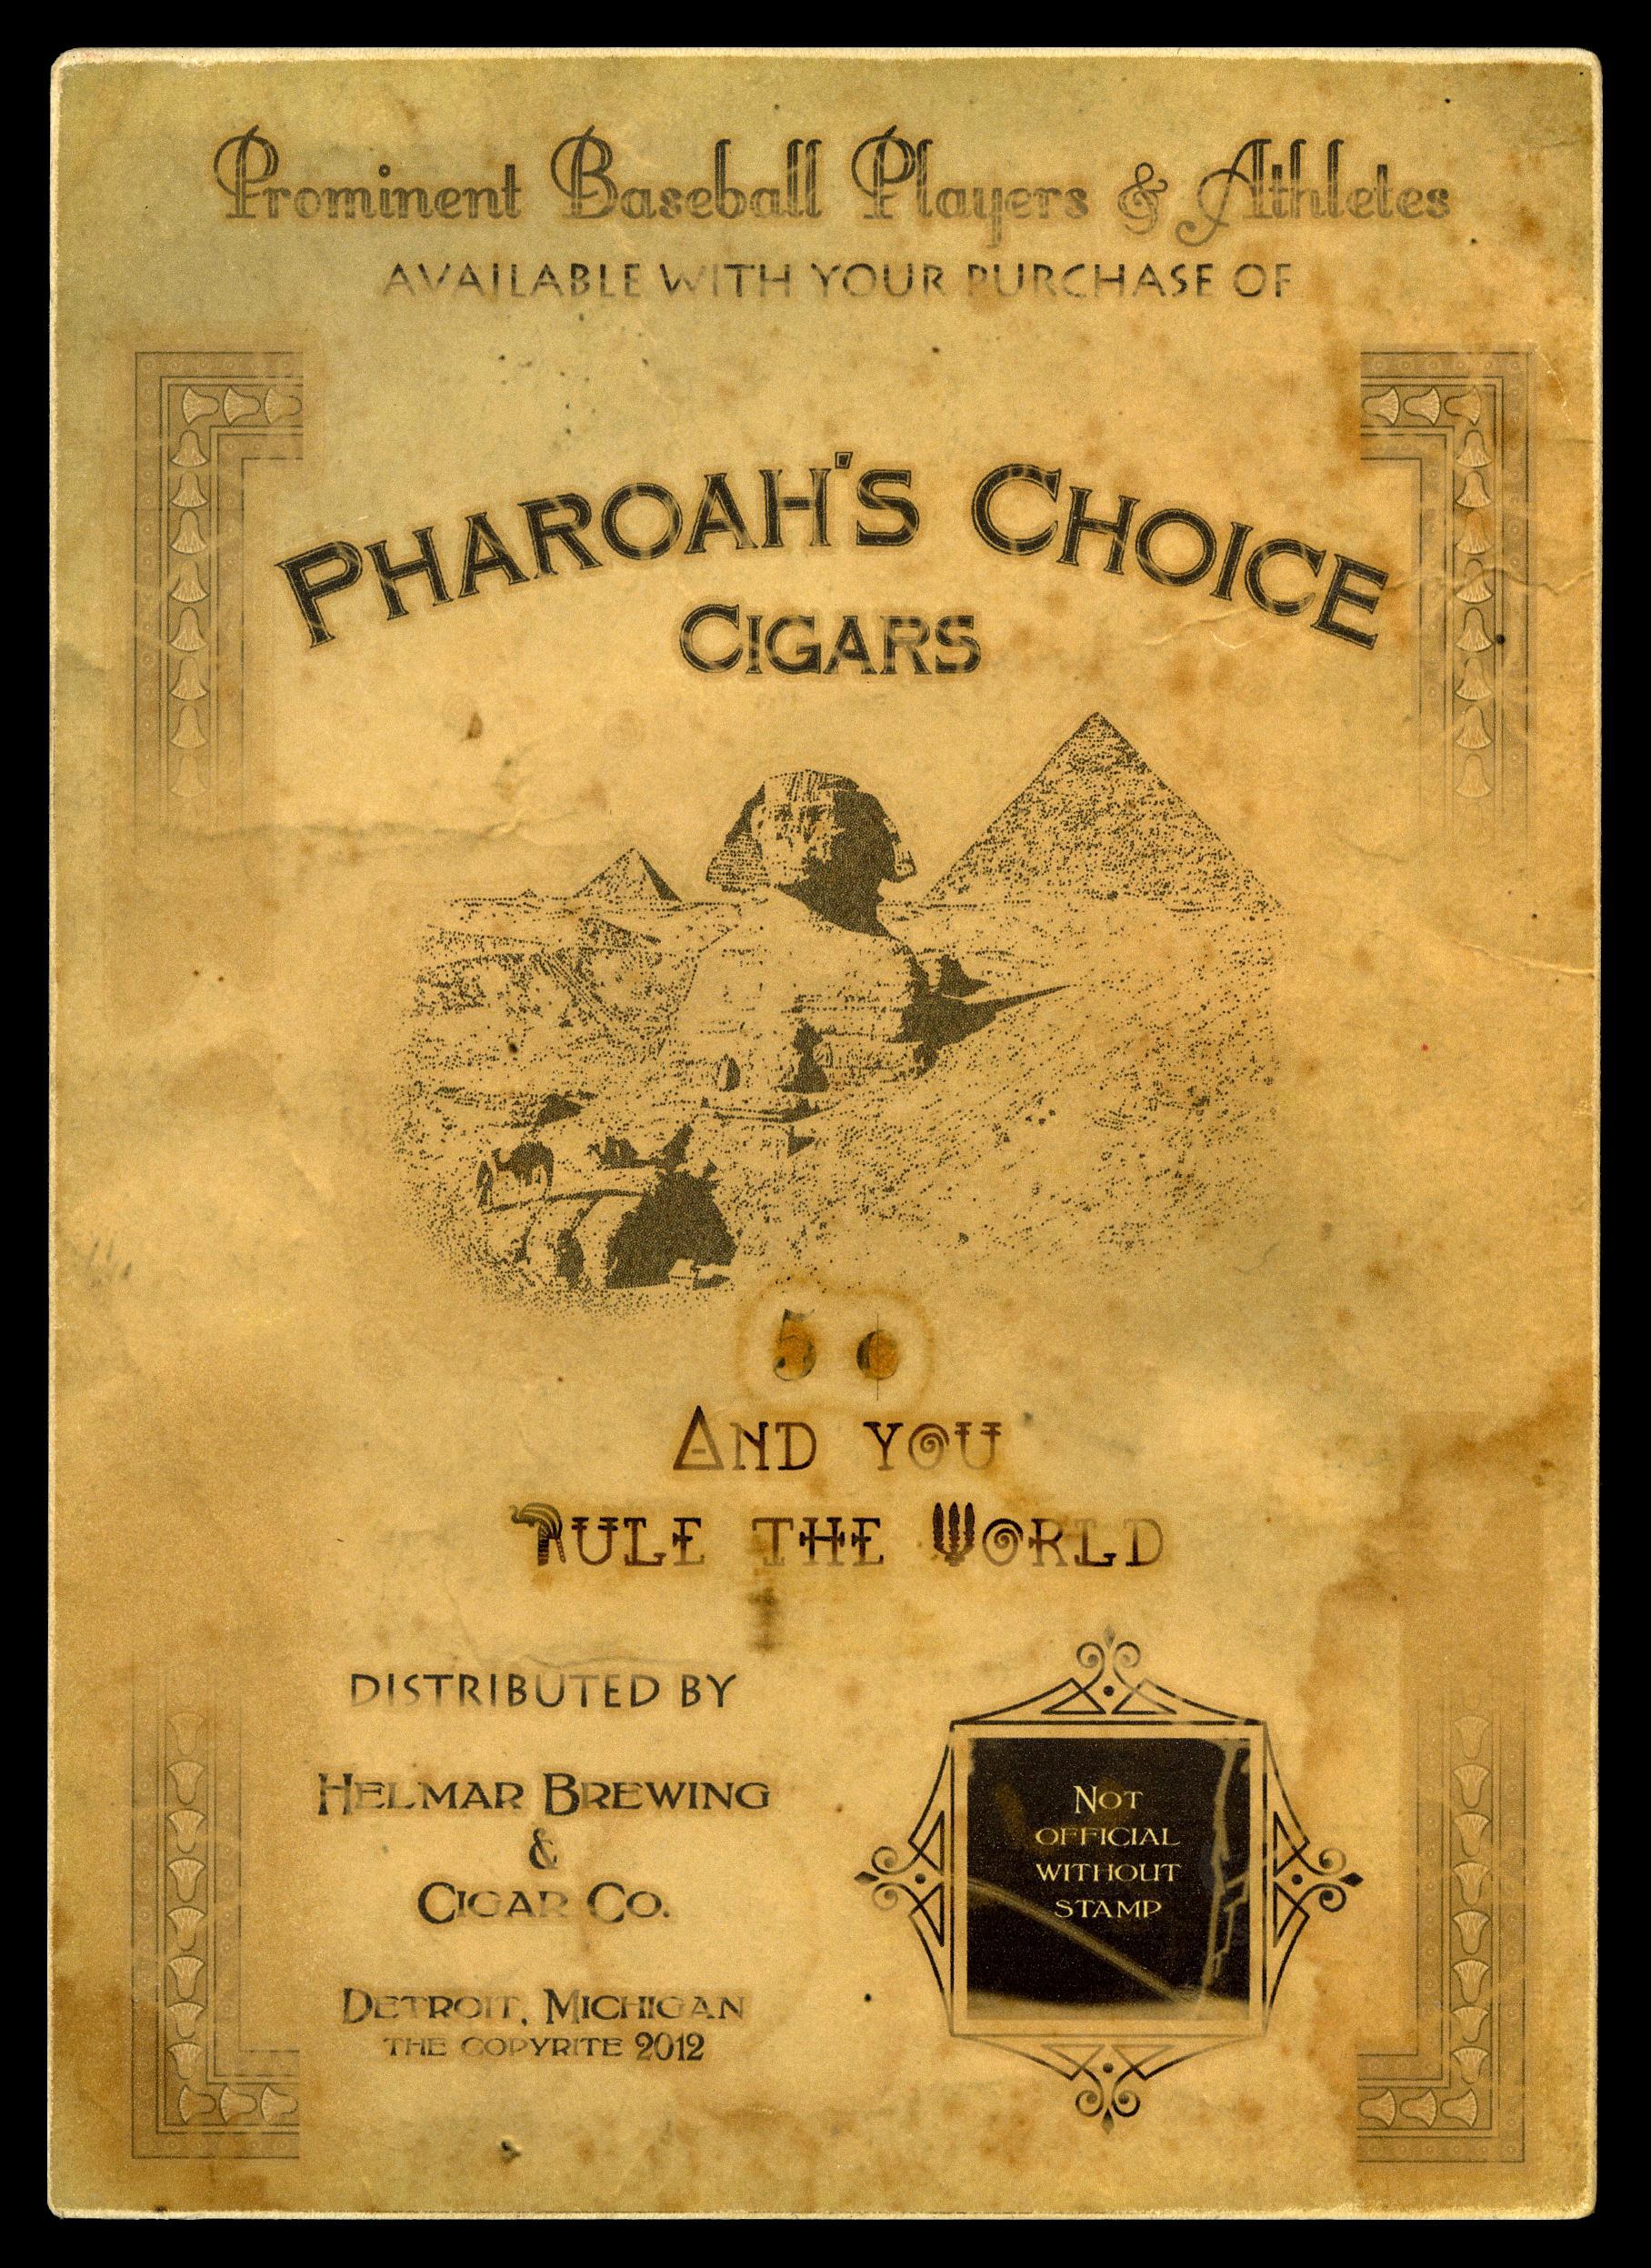 Prominent Baseball Players & Athletes
AVAILABLE WITH YOUR PURCHASE OF
PHAROAH'S CHOICE
CIGARS
5 ¢
AND YOU
RULE THE WORLD
DISTRIBUTED BY
HELMAR BREWING
&
CIGAR CO.
DETROIT, MICHIGAN
THE COPYRITE 2012
NOT
OFFICIAL
WITHOUT
STAMP